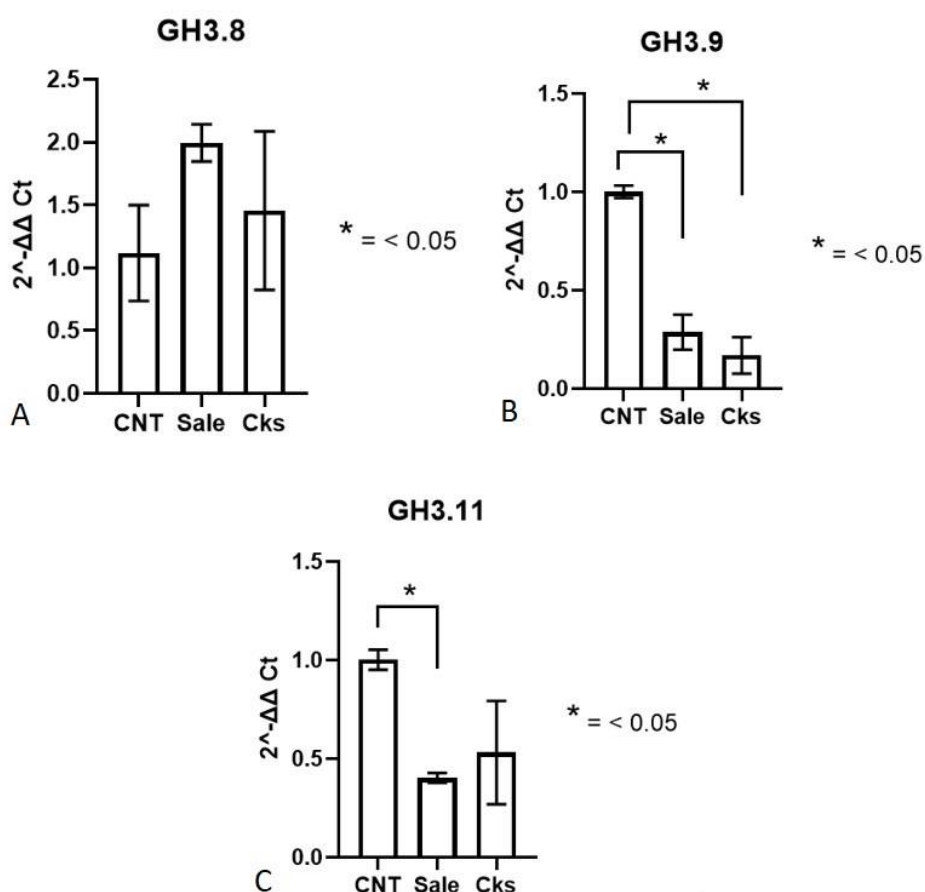 GH3.8
2.5
2.0
1.5
1.0
0.5
0.0
2^-ΔΔ Ct
CNT Sale Cks
* = < 0.05
A
GH3.9
1.5
1.0
0.5
0.0
2^-ΔΔ Ct
*
*
CNT Sale Cks
* = < 0.05
B
GH3.11
1.5
1.0
0.5
0.0
2^-ΔΔ Ct
*
CNT Sale Cks
* = < 0.05
C